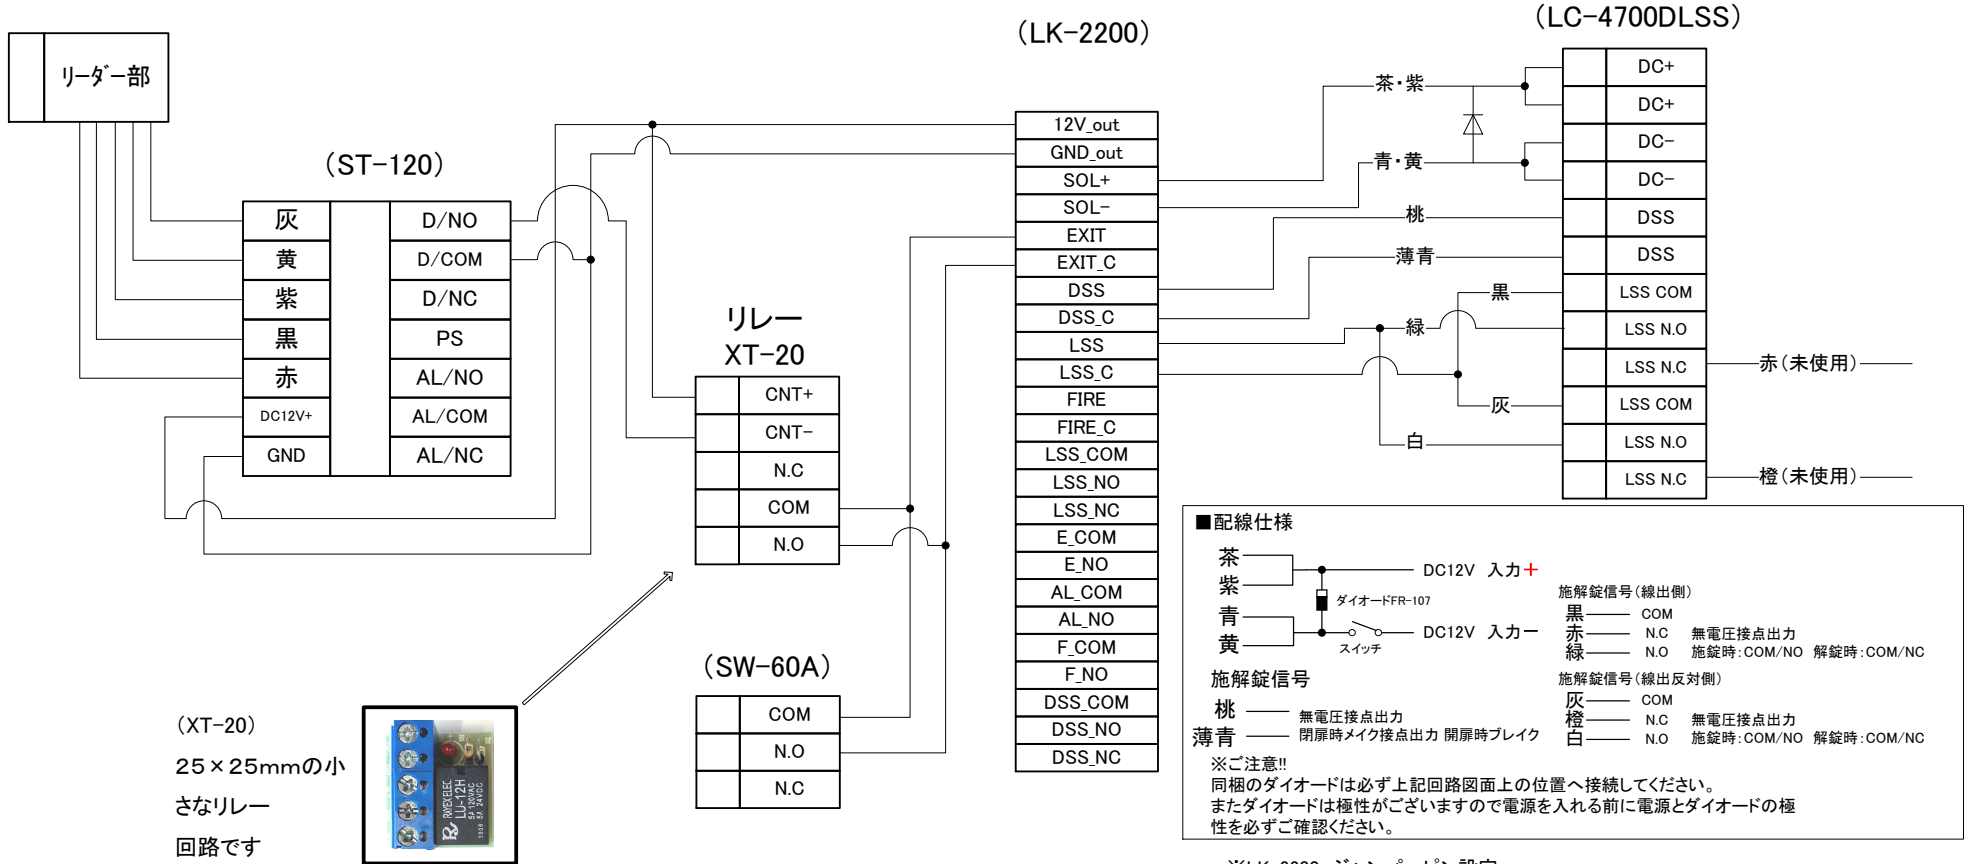 (LK-2200)
(LC-4700DLSS)
リーダー部
(ST-120)
灰
黄
紫
黒
赤
DC12V+
GND
D/NO
D/COM
D/NC
PS
AL/NO
AL/COM
AL/NC
リレー
XT-20
CNT+
CNT-
N.C
COM
N.O
(SW-60A)
COM
N.O
N.C
12V_out
GND_out
SOL+
SOL-
EXIT
EXIT_C
DSS
DSS_C
LSS
LSS_C
FIRE
FIRE_C
LSS_COM
LSS_NO
LSS_NC
E_COM
E_NO
AL_COM
AL_NO
F_COM
F_NO
DSS_COM
DSS_NO
DSS_NC
茶・紫
青・黄
桃
薄青
黒
緑
灰
白
DC+
DC+
DC-
DC-
DSS
DSS
LSS COM
LSS N.O
LSS N.C
LSS COM
LSS N.O
LSS N.C
赤(未使用)
橙(未使用)
(XT-20)
25×25mmの小
さなリレー
回路です
RAYEX ELEC
LU-12H
5A 120VAC
5A 24VDC
■配線仕様
茶
紫
青
黄
DC12V 入力+
ダイオードFR-107
DC12V 入力ー
スイッチ
施解錠信号
桃 無電圧接点出力
薄青 閉扉時メイク接点出力 開扉時ブレイク
施解錠信号(線出側)
黒 COM
赤 N.C 無電圧接点出力
緑 N.O 施錠時:COM/NO 解錠時:COM/NC
施解錠信号(線出反対側)
灰 COM
橙 N.C 無電圧接点出力
白 N.O 施錠時:COM/NO 解錠時:COM/NC
※ご注意!!
同梱のダイオードは必ず上記回路図面上の位置へ接続してください。
またダイオードは極性がございますので電源を入れる前に電源とダイオードの極
性を必ずご確認ください。